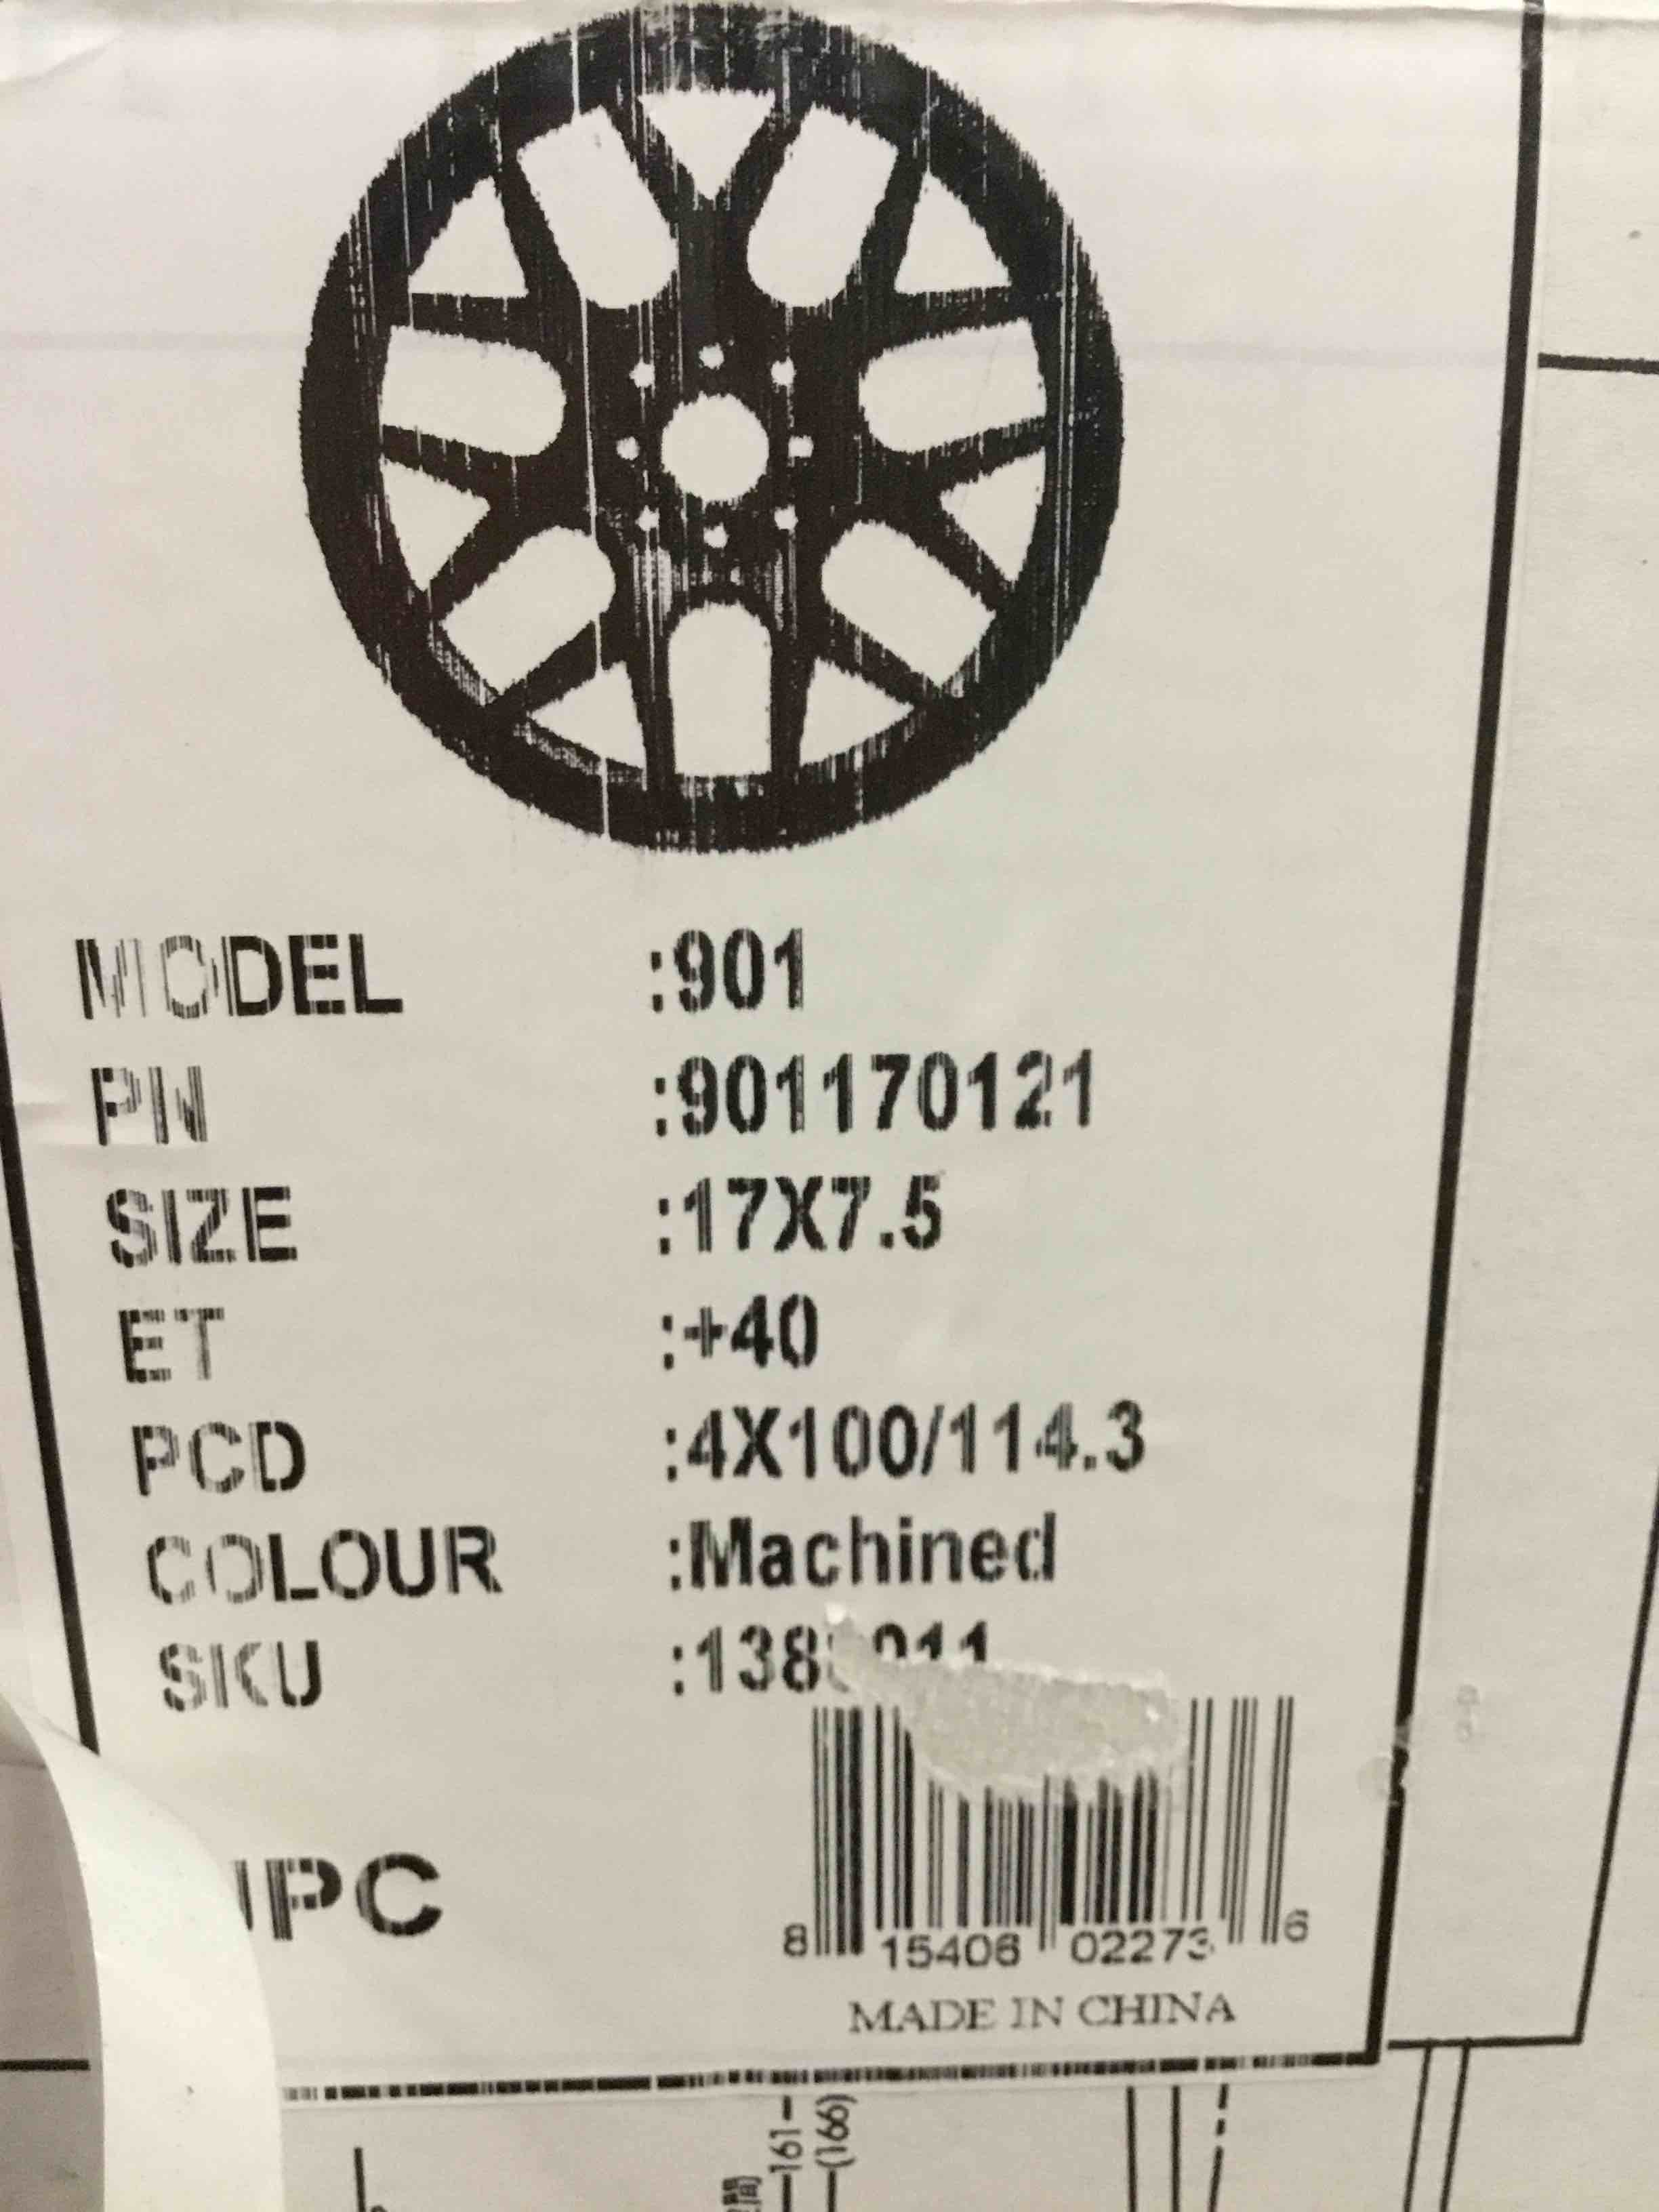 MODEL :901
PN :901170121
SIZE :17X7.5
ET :+40
PCD :4X100/114.3
COLOUR :Machined
SKU
8 15406 02273 6
MADE IN CHINA
161
(166)